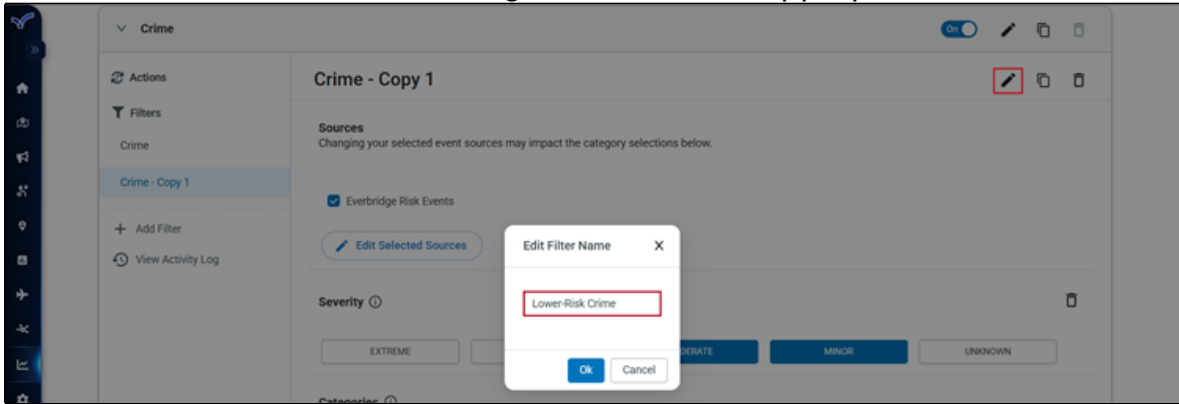 Crime
On
Actions
Crime - Copy 1
Filters
Sources
Crime
Changing your selected event sources may impact the category selections below.
Crime - Copy 1
Everbridge Risk Events
Add Filter
Edit Selected Sources
Edit Filter Name
View Activity Log
Severity
Lower-Risk Crime
EXTREME
MINOR
UNKNOWN
Ok
Cancel
Categories